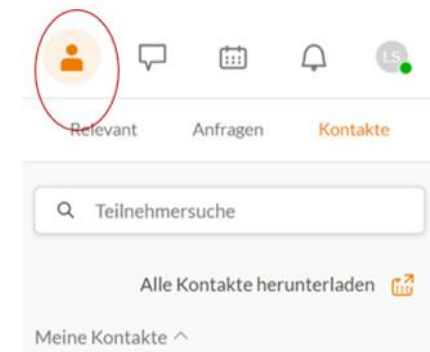 LS
Relevant Anfragen Kontakte
Teilnehmersuche
Alle Kontakte herunterladen
Meine Kontakte